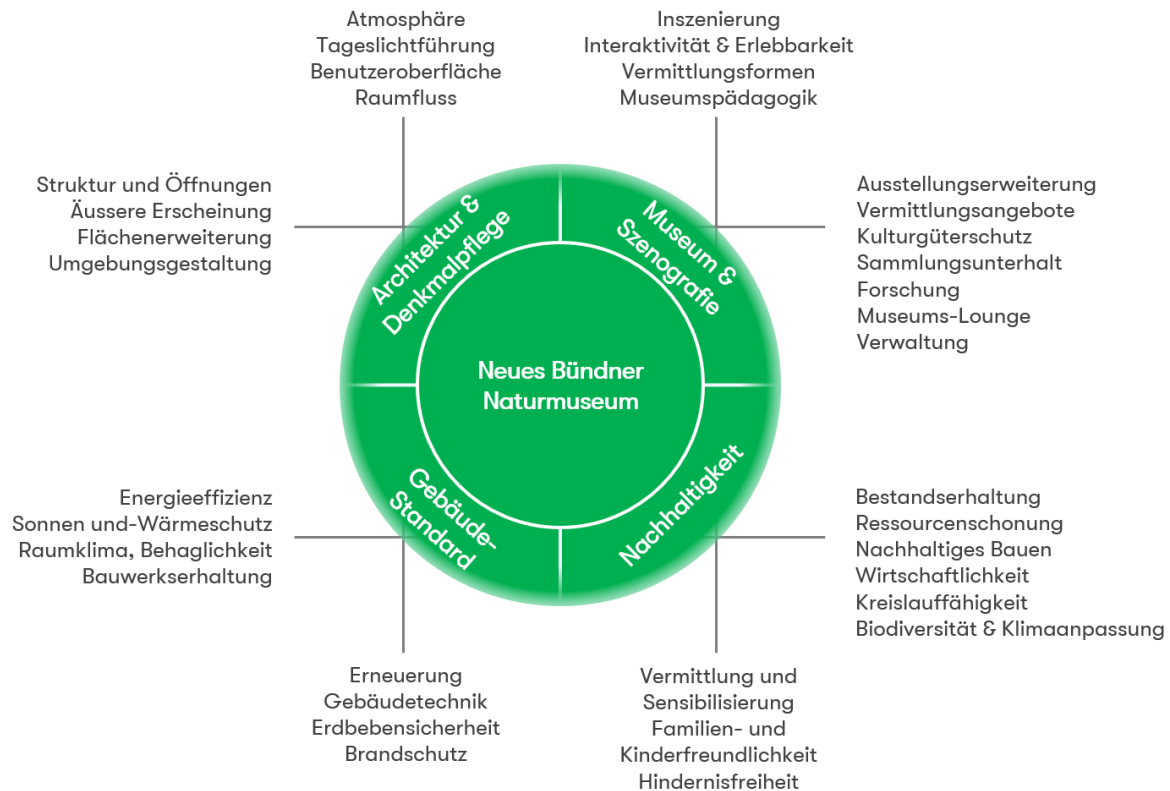 Atmosphäre
Tageslichtführung
Benutzeroberfläche
Raumfluss
Inszenierung
Interaktivität & Erlebbarkeit
Vermittlungsformen
Museumspädagogik
Struktur und Öffnungen
Äussere Erscheinung
Flächenerweiterung
Umgebungsgestaltung
Architektur &
Denkmalpflege
Museum &
Szenografie
Ausstellungserweiterung
Vermittlungsangebote
Kulturgüterschutz
Sammlungsunterhalt
Forschung
Museums-Lounge
Verwaltung
Neues Bündner
Naturmuseum
Energieeffizienz
Sonnen und-Wärmeschutz
Raumklima, Behaglichkeit
Bauwerkserhaltung
Gebäude-
Standard
Nachhaltigkeit
Bestandserhaltung
Ressourcenschonung
Nachhaltiges Bauen
Wirtschaftlichkeit
Kreislauffähigkeit
Biodiversität & Klimaanpassung
Erneuerung
Gebäudetechnik
Erdbebensicherheit
Brandschutz
Vermittlung und
Sensibilisierung
Familien- und
Kinderfreundlichkeit
Hindernisfreiheit